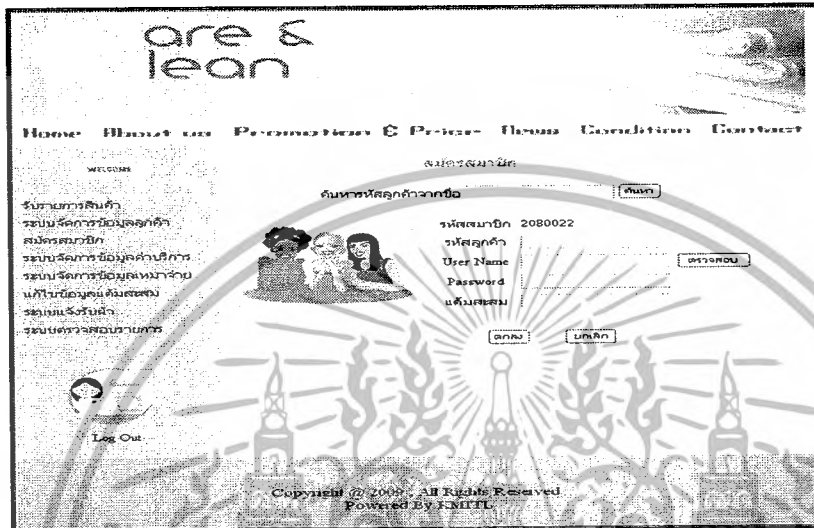 are &
lean
Home About us Promotion & Price News Condition Contact
welcome
สมัครสมาชิก
ค้นหารหัสลูกค้าจากชื่อ ค้นหา
รับรายการสินค้า
ระบบจัดการข้อมูลลูกค้า
สมัครสมาชิก
ระบบจัดการข้อมูลค่าบริการ
ระบบจัดการข้อมูลเหมาจ่าย
แก้ไขข้อมูลแต้มสะสม
ระบบแจ้งรับผ้า
ระบบตรวจสอบรายการ
รหัสสมาชิก 2080022
รหัสลูกค้า
User Name ตรวจสอบ
Password
แต้มสะสม
ตกลง ยกเลิก
Log Out
Copyright @ 2009 , All Rights Reserved
Powered By KMITL